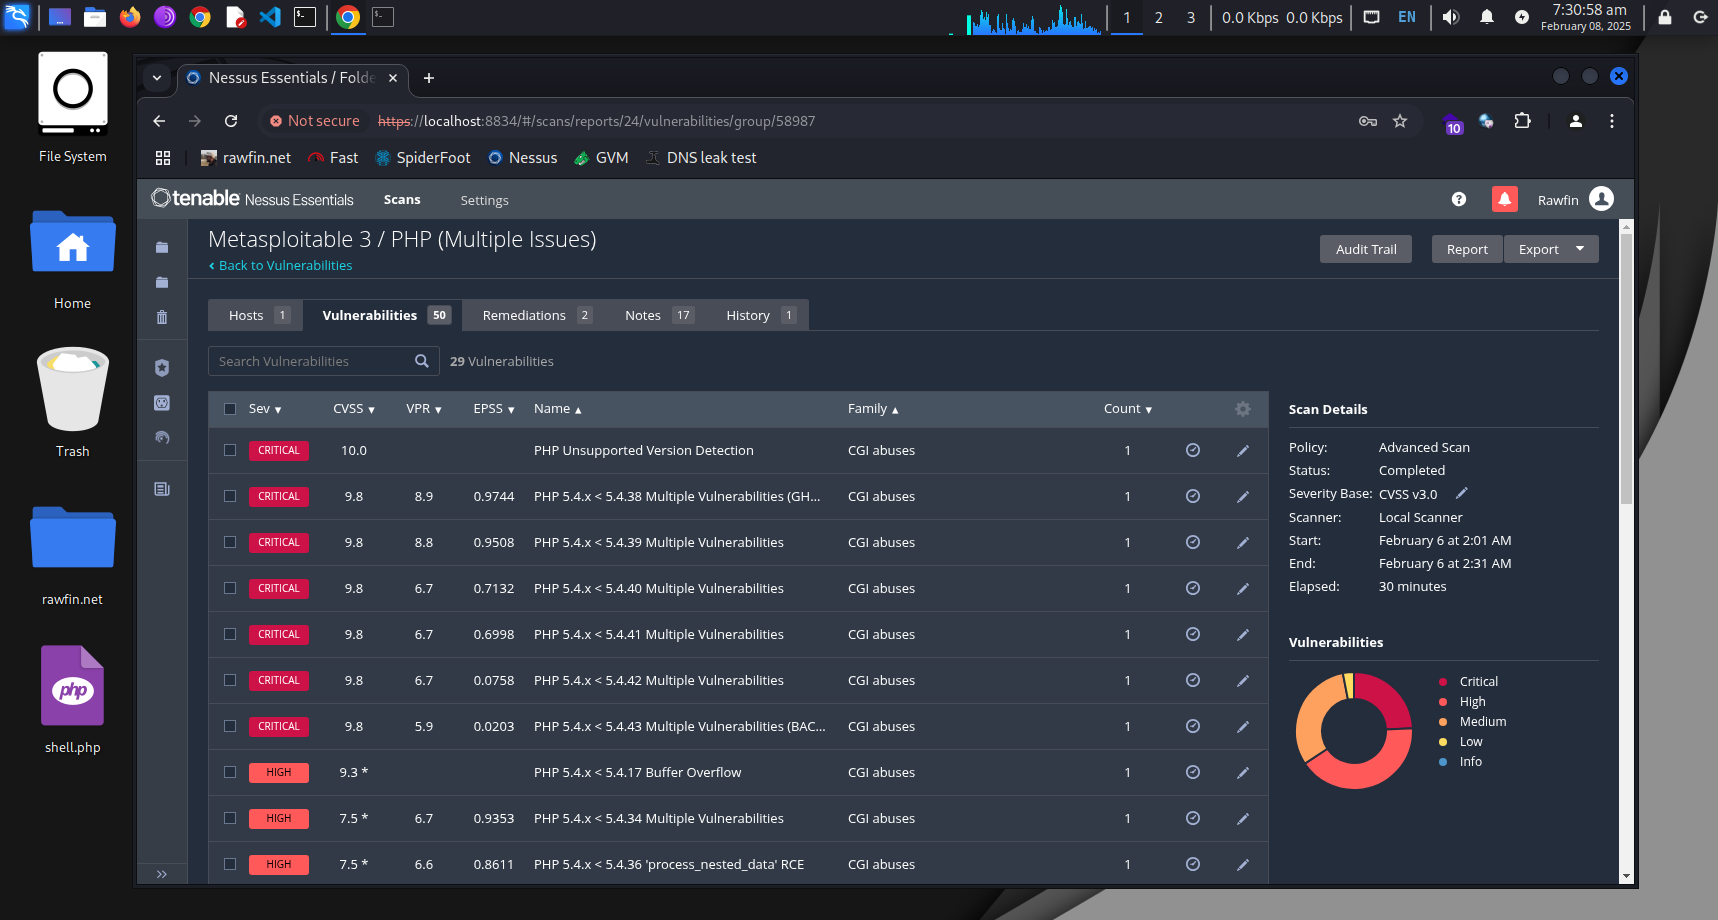 1 2 3 0.0 Kbps 0.0 Kbps EN 7:30:58 am
February 08, 2025
File System
Home
Trash
rawfin.net
php
shell.php
Nessus Essentials / Folde
Not secure https://localhost:8834/#/scans/reports/24/vulnerabilities/group/58987
10
rawfin.net Fast SpiderFoot Nessus GVM DNS leak test
tenable Nessus Essentials Scans Settings Rawfin
Metasploitable 3 / PHP (Multiple Issues)
Back to Vulnerabilities
Audit Trail Report Export
Hosts 1 Vulnerabilities 50 Remediations 2 Notes 17 History 1
Search Vulnerabilities 29 Vulnerabilities
Sev CVSS VPR EPSS Name Family Count
CRITICAL 10.0 PHP Unsupported Version Detection CGI abuses 1
CRITICAL 9.8 8.9 0.9744 PHP 5.4.x < 5.4.38 Multiple Vulnerabilities (GH... CGI abuses 1
CRITICAL 9.8 8.8 0.9508 PHP 5.4.x < 5.4.39 Multiple Vulnerabilities CGI abuses 1
CRITICAL 9.8 6.7 0.7132 PHP 5.4.x < 5.4.40 Multiple Vulnerabilities CGI abuses 1
CRITICAL 9.8 6.7 0.6998 PHP 5.4.x < 5.4.41 Multiple Vulnerabilities CGI abuses 1
CRITICAL 9.8 6.7 0.0758 PHP 5.4.x < 5.4.42 Multiple Vulnerabilities CGI abuses 1
CRITICAL 9.8 5.9 0.0203 PHP 5.4.x < 5.4.43 Multiple Vulnerabilities (BAC... CGI abuses 1
HIGH 9.3 * PHP 5.4.x < 5.4.17 Buffer Overflow CGI abuses 1
HIGH 7.5 * 6.7 0.9353 PHP 5.4.x < 5.4.34 Multiple Vulnerabilities CGI abuses 1
HIGH 7.5 * 6.6 0.8611 PHP 5.4.x < 5.4.36 'process_nested_data' RCE CGI abuses 1
Scan Details
Policy: Advanced Scan
Status: Completed
Severity Base: CVSS v3.0
Scanner: Local Scanner
Start: February 6 at 2:01 AM
End: February 6 at 2:31 AM
Elapsed: 30 minutes
Vulnerabilities
Critical
High
Medium
Low
Info